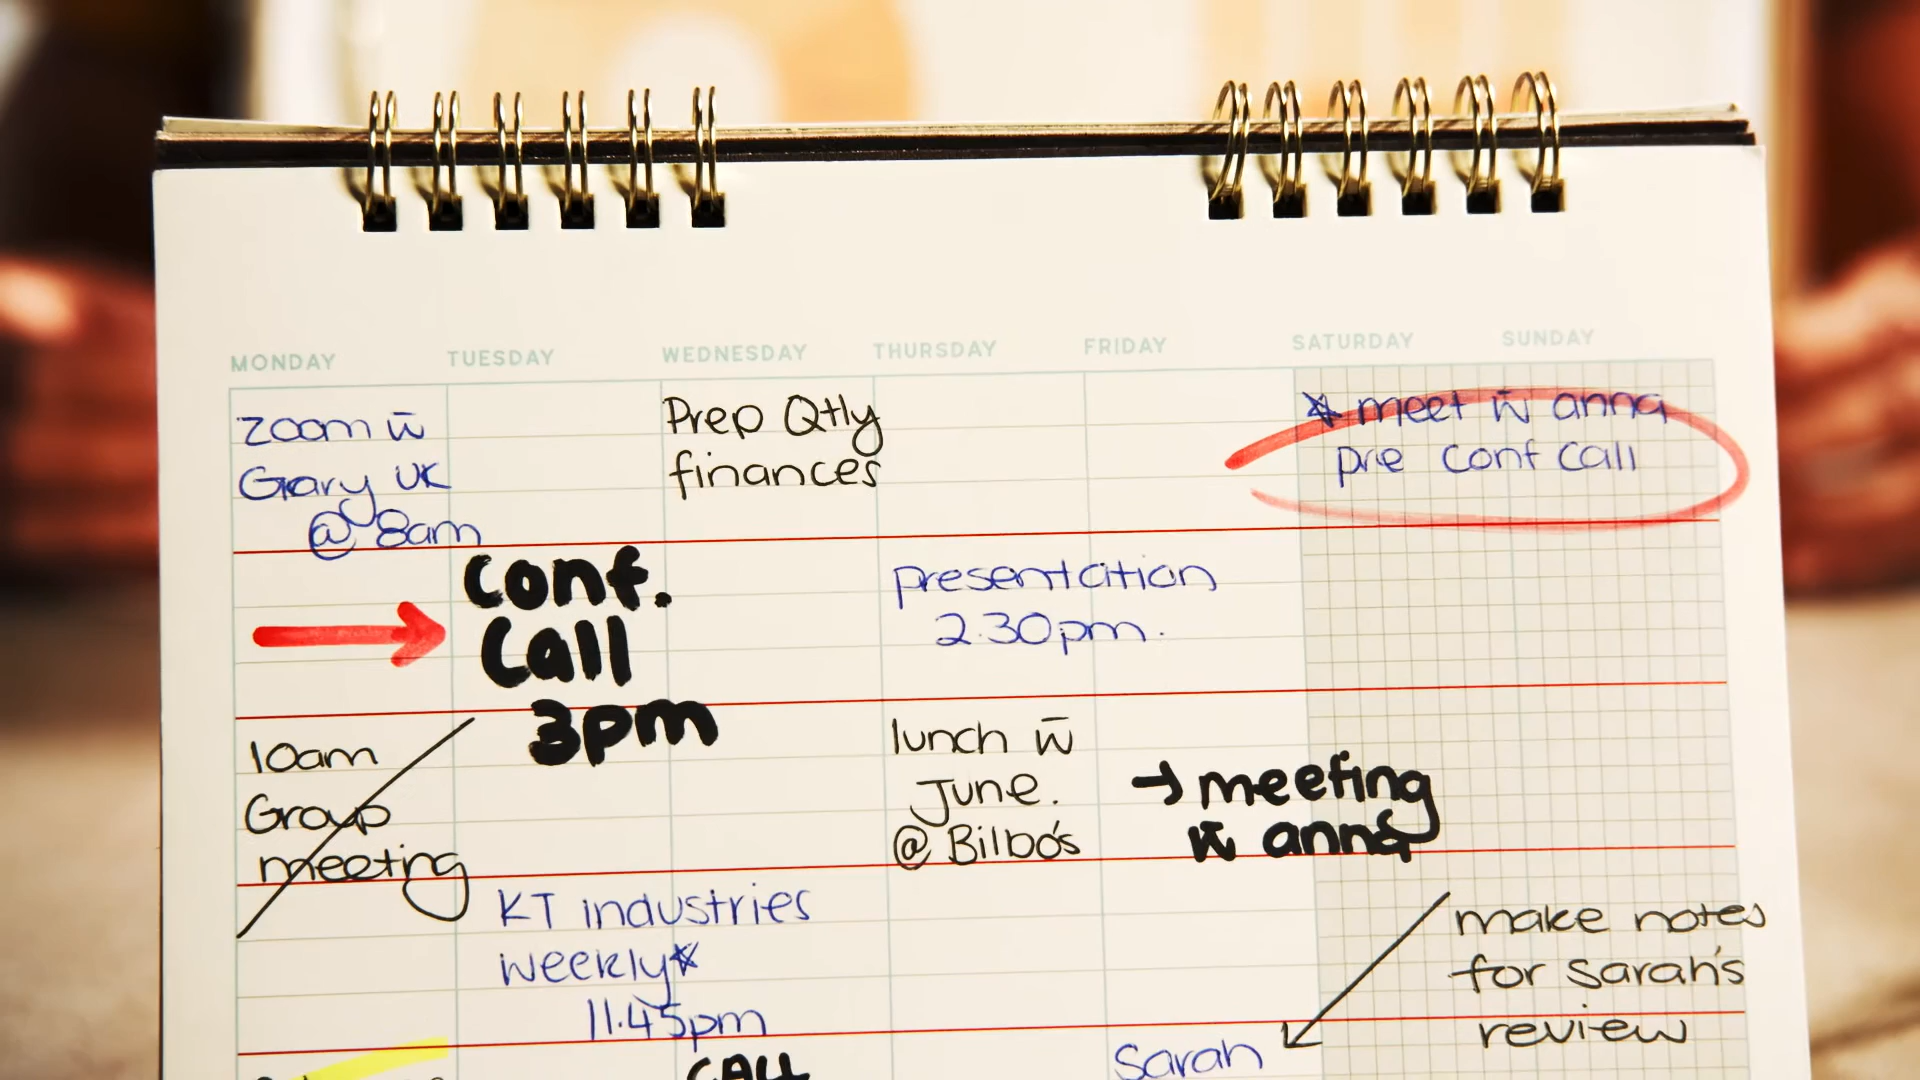 MONDAY TUESDAY WEDNESDAY THURSDAY FRIDAY SATURDAY SUNDAY
zoom w̄
Gary UK
@ 8am
Prep Qtly
finances
* meet w̄ anna
pre conf call
Conf.
Call
3pm
presentation
2.30pm.
10am
Group
meeting
lunch w̄
June.
@ Bilbo's
→ meeting
w̄ anna
KT industries
weekly*
11.45pm
make notes
for Sarah's
review
CALL
Sarah